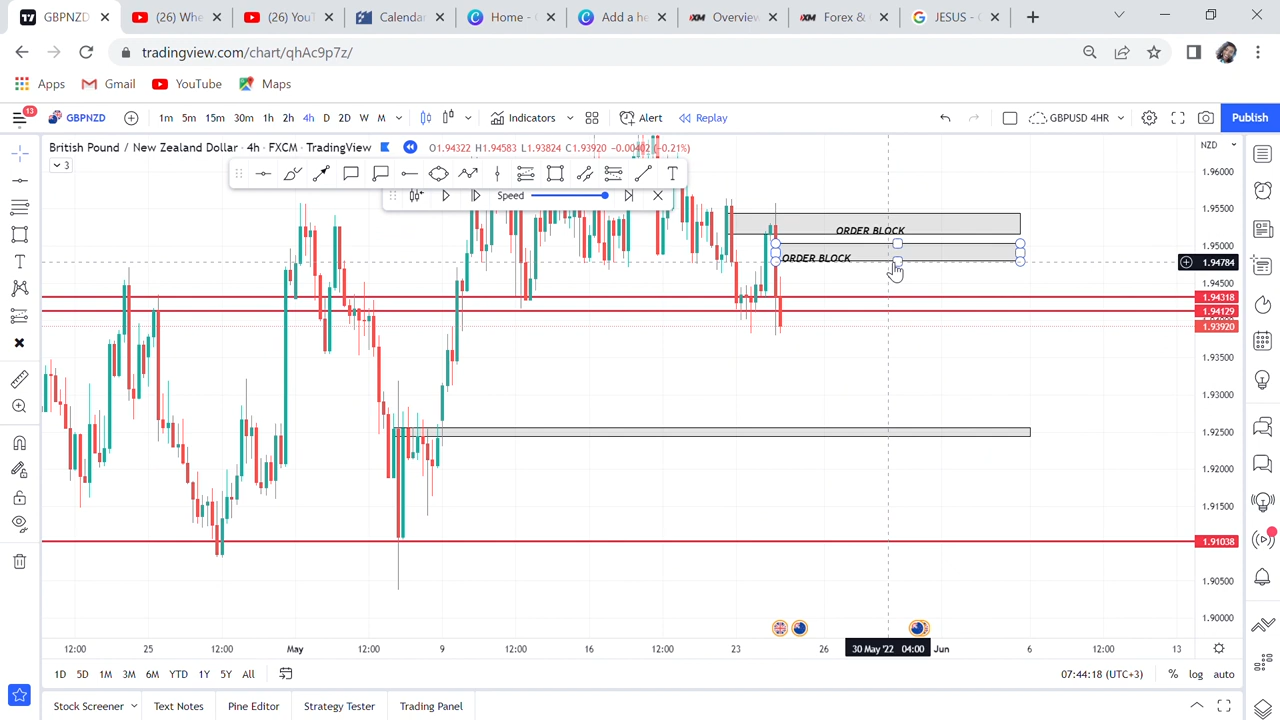 GBPNZD
(26) Whe
(26) YouT
Calendar
Home -
Add a he
Overview
Forex &
JESUS -
tradingview.com/chart/qhAc9p7z/
Apps
Gmail
YouTube
Maps
13
GBPNZD
1m 5m 15m 30m 1h 2h 4h D 2D W M
Indicators
Alert
Replay
GBPUSD 4HR
Publish
British Pound / New Zealand Dollar · 4h · FXCM · TradingView
O1.94322 H1.94583 L1.93824 C1.93920 −0.00402 (−0.21%)
NZD
3
Speed
ORDER BLOCK
ORDER BLOCK
1.96000
1.95500
1.95000
1.94784
1.94500
1.94318
1.94129
1.93920
1.93500
1.93000
1.92500
1.92000
1.91500
1.91038
1.90500
1.90000
12:00 25 12:00 May 12:00 9 12:00 16 12:00 23 26 30 May '22 04:00 Jun 6 12:00 13
1D 5D 1M 3M 6M YTD 1Y 5Y All
07:44:18 (UTC+3)
% log auto
Stock Screener
Text Notes
Pine Editor
Strategy Tester
Trading Panel